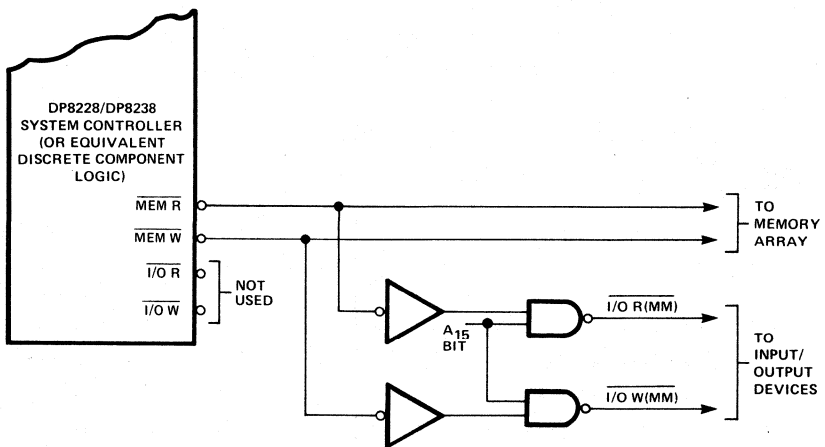 DP8228/DP8238
SYSTEM CONTROLLER
(OR EQUIVALENT
DISCRETE COMPONENT
LOGIC)
MEM R
MEM W
I/O R
I/O W
NOT
USED
TO
MEMORY
ARRAY
A15
BIT
I/O R(MM)
I/O W(MM)
TO
INPUT/
OUTPUT
DEVICES